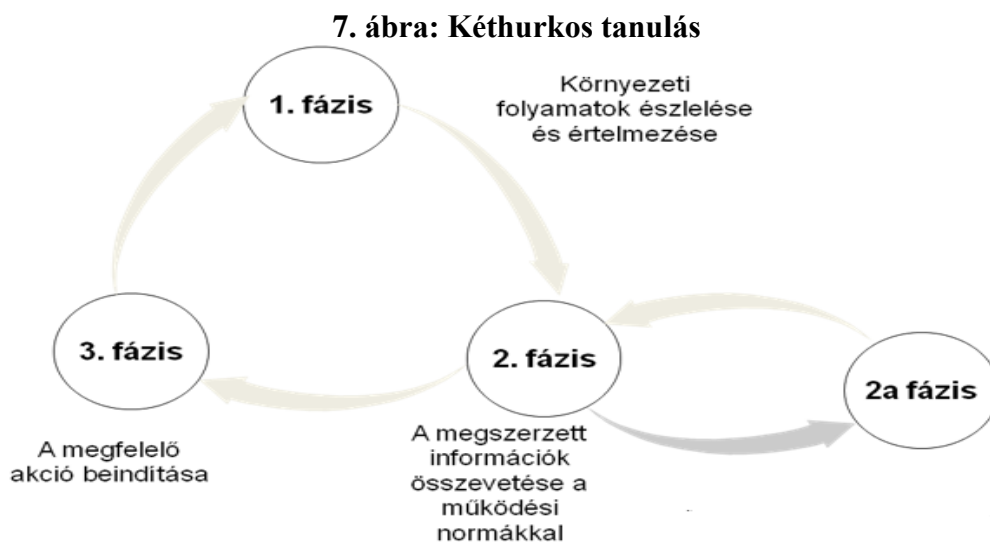 7. ábra: Kéthurkos tanulás
1. fázis
Környezeti
folyamatok észlelése
és értelmezése
3. fázis
2. fázis
2a fázis
A megfelelő
akció beindítása
A megszerzett
információk
összevetése a
működési
normákkal